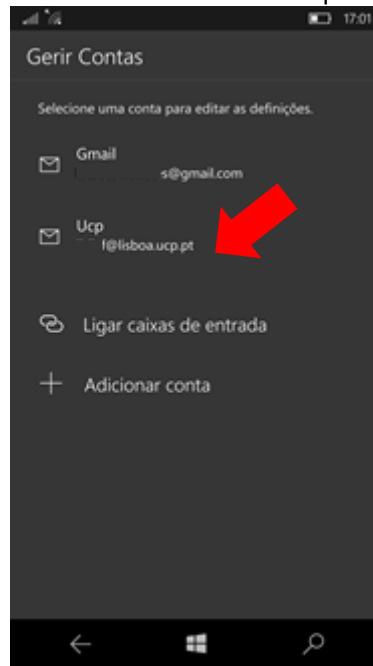 17:01
Gerir Contas
Selecione uma conta para editar as definições.
Gmail
s@gmail.com
Ucp
f@lisboa.ucp.pt
Ligar caixas de entrada
Adicionar conta